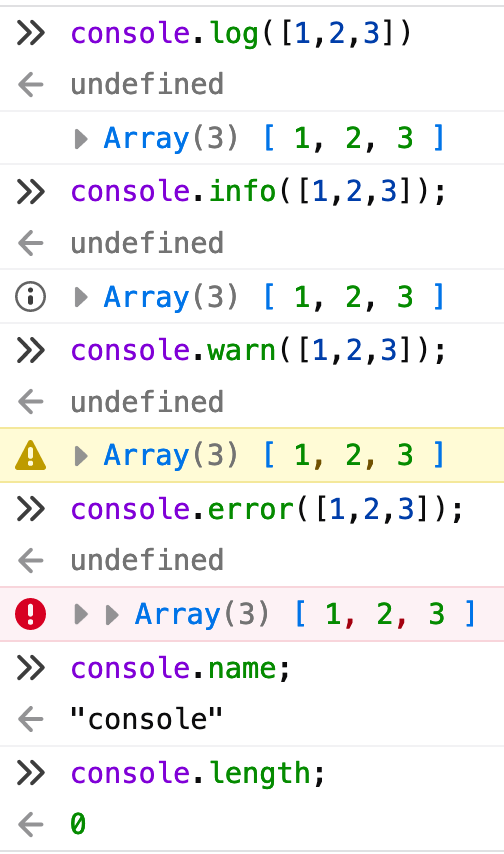 console.log([1,2,3])
undefined
Array(3) [ 1, 2, 3 ]
console.info([1,2,3]);
undefined
Array(3) [ 1, 2, 3 ]
console.warn([1,2,3]);
undefined
Array(3) [ 1, 2, 3 ]
console.error([1,2,3]);
undefined
Array(3) [ 1, 2, 3 ]
console.name;
"console"
console.length;
0